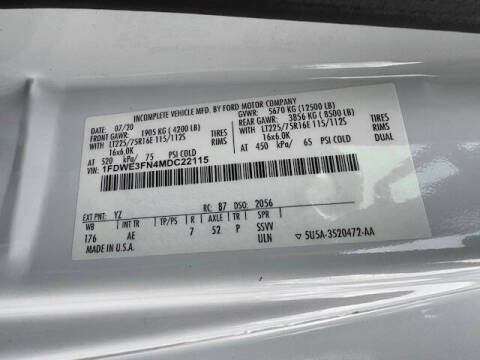 INCOMPLETE VEHICLE MFD. BY FORD MOTOR COMPANY
07/20 GVWR: 5670 KG (12500 LB)
FRONT GAWR: 1905 KG (4200 LB) REAR GAWR: 3856 KG (8500 LB)
WITH LT225/75R16E 115/112S WITH LT225/75R16E 115/112S TIRES
16x6.0K TIRES 16x6.0K RIMS
RIMS AT 450 kPa/ 65 PSI COLD DUAL
AT 520 kPa/ 75 PSI COLD
1FDWE3FN4MDC22115
EXT PNT: YZ RC: 87 DSO: 2056
WB INT TR TP/PS R AXLE TR SPR
176 AE 7 52 P SSVV
MADE IN U.S.A. ULN ▽5U5A-3520472-AA